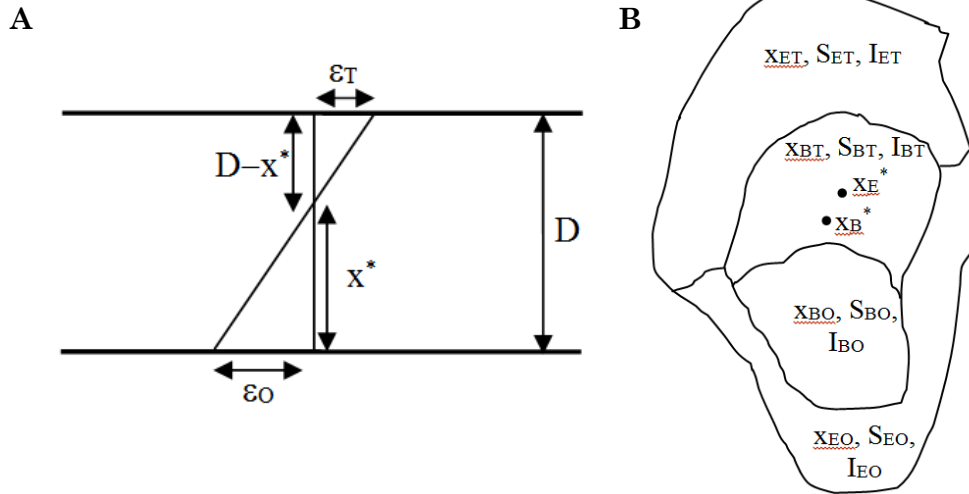 A
εT
D−x*
D
x*
εO
B
xET, SET, IET
xBT, SBT, IBT
xE*
xB*
xBO, SBO,
IBO
xEO, SEO,
IEO